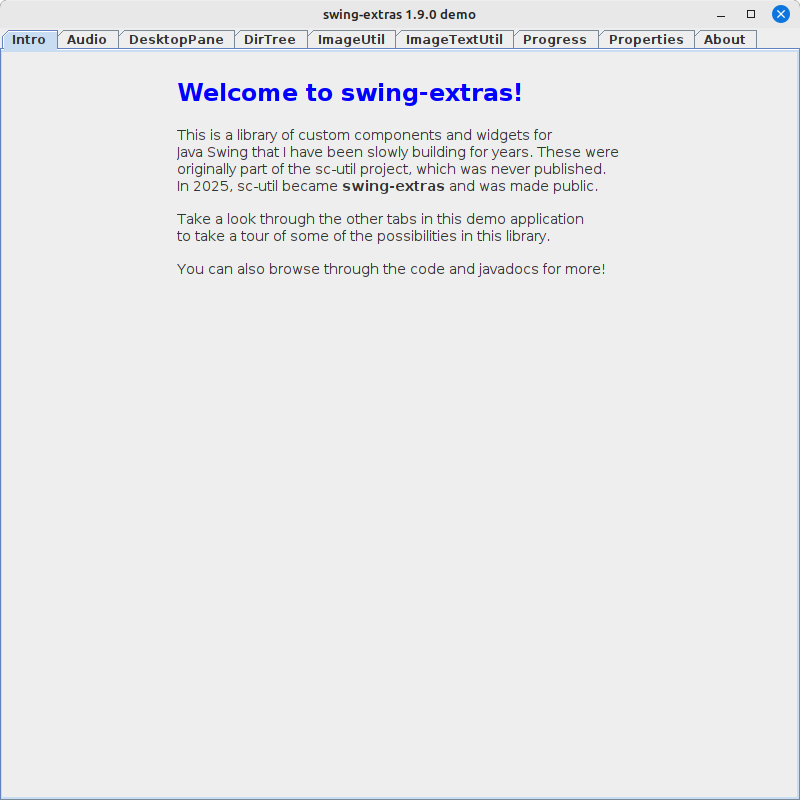 swing-extras 1.9.0 demo
Intro Audio DesktopPane DirTree ImageUtil ImageTextUtil Progress Properties About
Welcome to swing-extras!
This is a library of custom components and widgets for
Java Swing that I have been slowly building for years. These were
originally part of the sc-util project, which was never published.
In 2025, sc-util became swing-extras and was made public.
Take a look through the other tabs in this demo application
to take a tour of some of the possibilities in this library.
You can also browse through the code and javadocs for more!